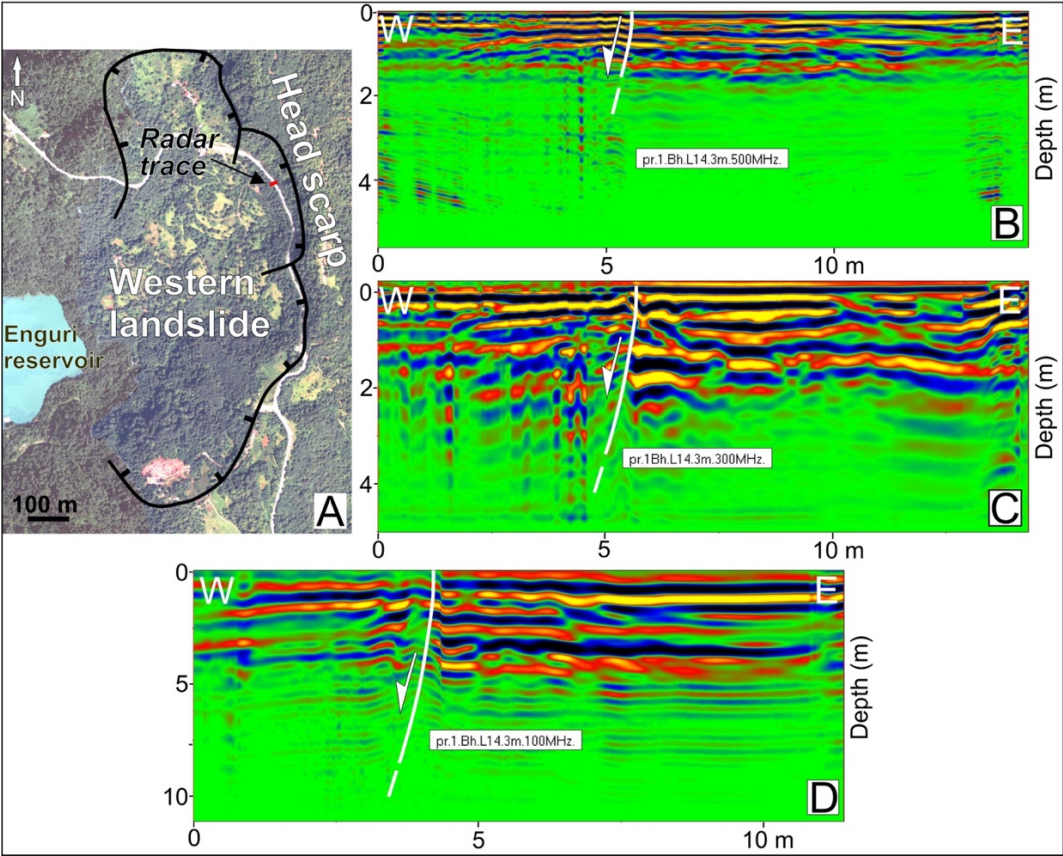 N
Radar
trace
Head scarp
Western
landslide
Enguri
reservoir
100 m
A
W
E
0
2
4
Depth (m)
pr.1.Bh.L14.3m.500MHz.
B
0
5
10 m
W
E
0
2
4
Depth (m)
pr.1Bh.L14.3m.300MHz.
C
0
5
10 m
W
E
0
5
10
Depth (m)
pr.1.Bh.L14.3m.100MHz.
D
0
5
10 m